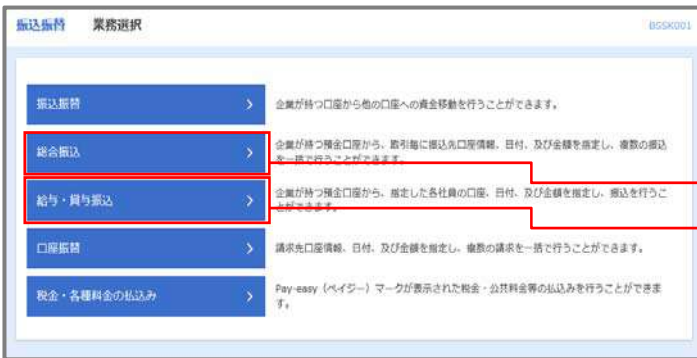 振込振替 業務選択 BSSK001
振込振替 企業が持つ口座から他の口座への資金移動を行うことができます。
総合振込 企業が持つ預金口座から、取引毎に振込先口座情報、日付、及び金額を指定し、複数の振込
を一括で行うことができます。
給与・賞与振込 企業が持つ預金口座から、指定した各社員の口座、日付、及び金額を指定し、振込を行うこ
とができます。
口座振替 請求先口座情報、日付、及び金額を指定し、複数の請求を一括で行うことができます。
税金・各種料金の払込み Pay-easy（ペイジー）マークが表示された税金・公共料金等の払込みを行うことができま
す。